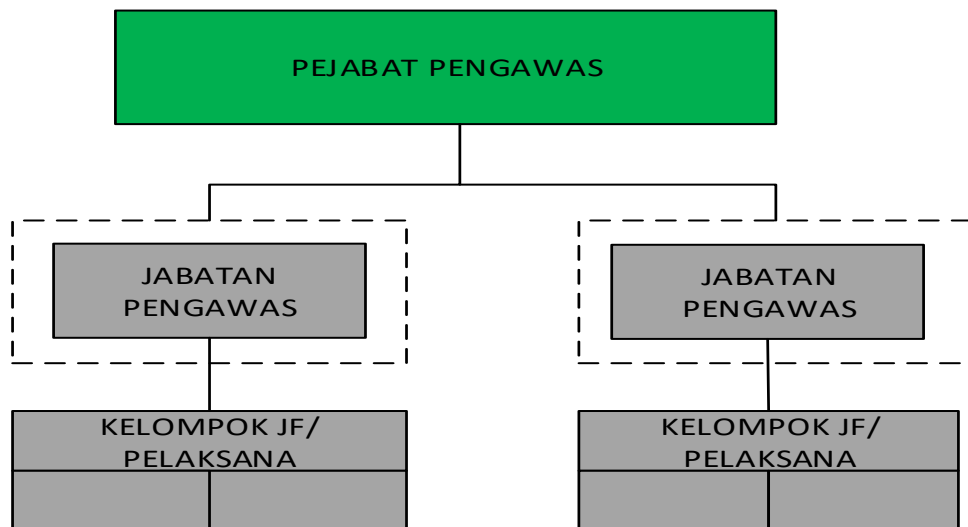 PEJABAT PENGAWAS
JABATAN
PENGAWAS
JABATAN
PENGAWAS
KELOMPOK JF/
PELAKSANA
KELOMPOK JF/
PELAKSANA